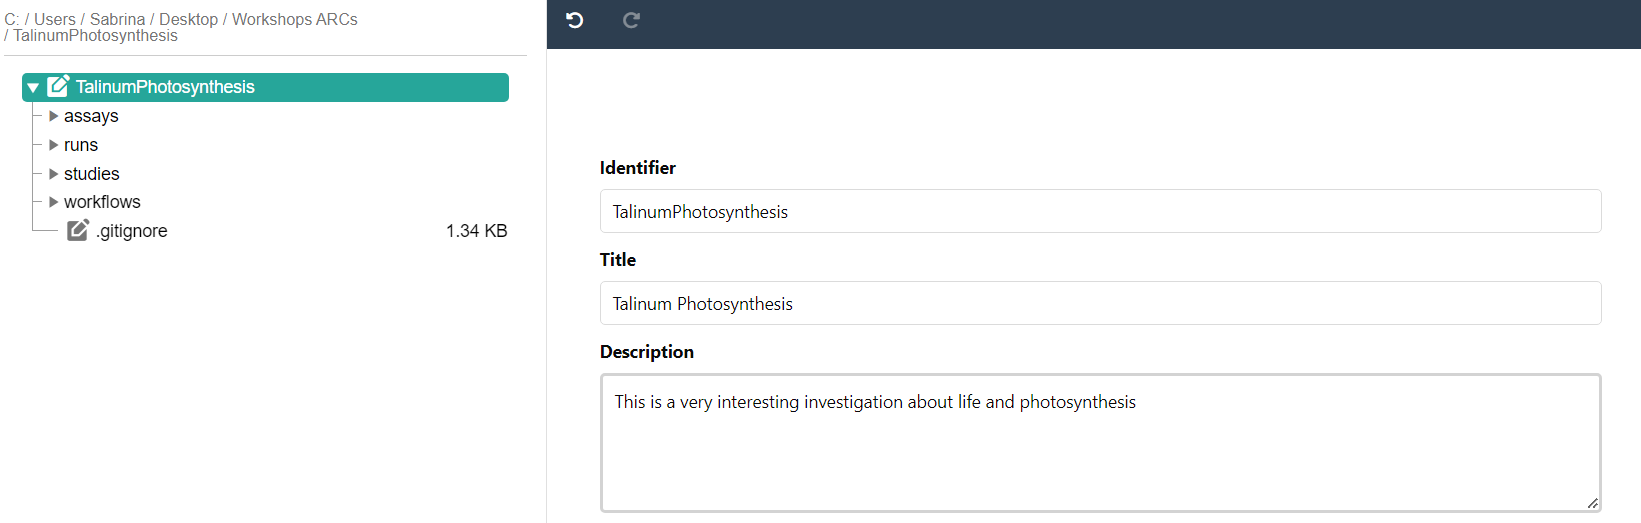 C: / Users / Sabrina / Desktop / Workshops ARCs
/ TalinumPhotosynthesis
TalinumPhotosynthesis
assays
runs
studies
workflows
.gitignore 1.34 KB
Identifier
TalinumPhotosynthesis
Title
Talinum Photosynthesis
Description
This is a very interesting investigation about life and photosynthesis